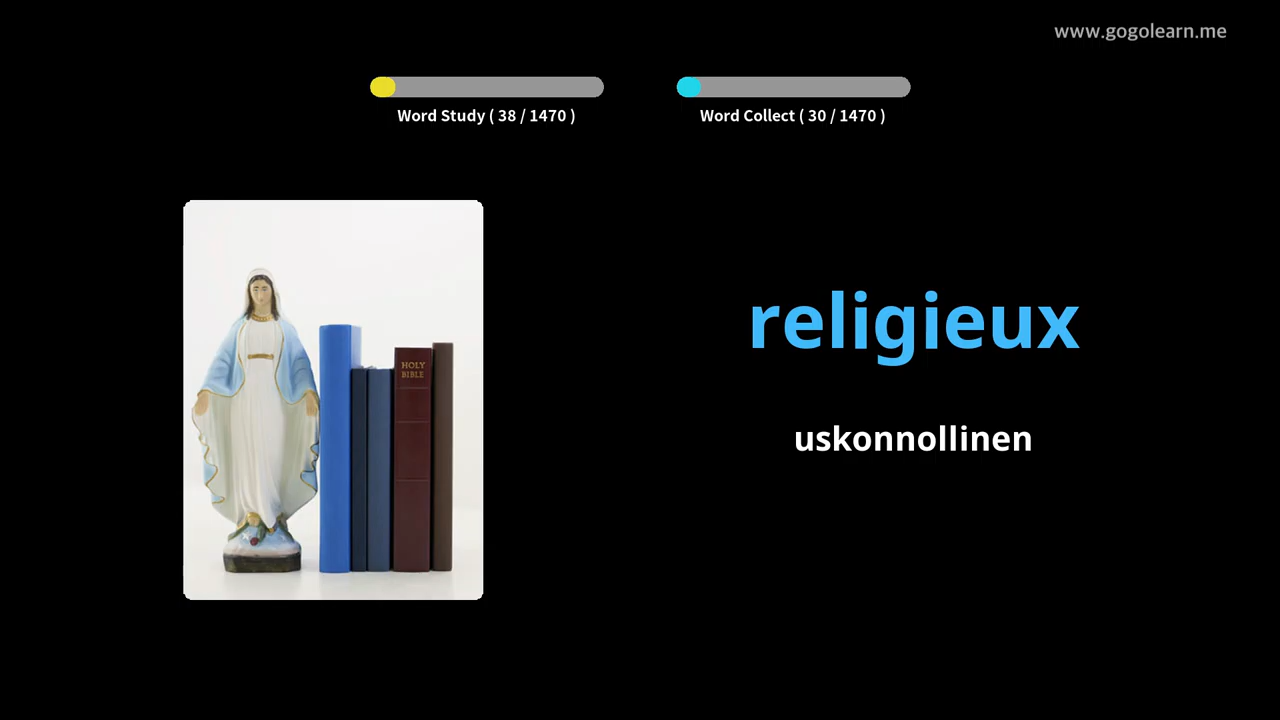 www.gogolearn.me
Word Study ( 38 / 1470 )
Word Collect ( 30 / 1470 )
religieux
uskonnollinen
HOLY
BIBLE